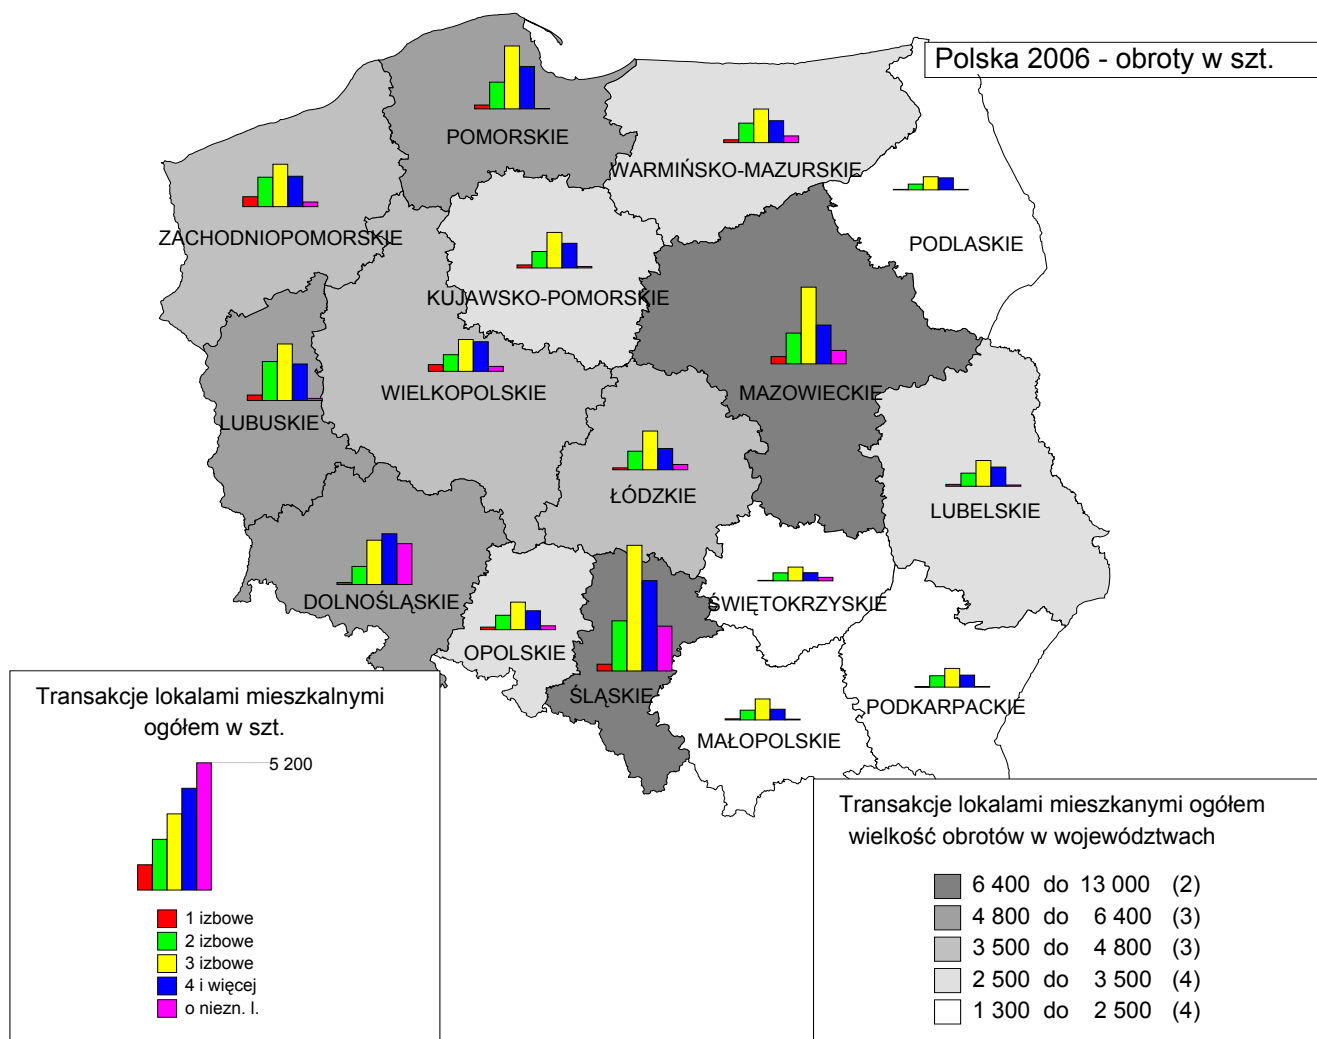 Polska 2006 - obroty w szt.
POMORSKIE
WARMIŃSKO-MAZURSKIE
ZACHODNIOPOMORSKIE
PODLASKIE
KUJAWSKO-POMORSKIE
WIELKOPOLSKIE
MAZOWIECKIE
LUBUSKIE
ŁÓDZKIE
LUBELSKIE
DOLNOŚLĄSKIE
ŚWIĘTOKRZYSKIE
OPOLSKIE
ŚLĄSKIE
PODKARPACKIE
MAŁOPOLSKIE
Transakcje lokalami mieszkalnymi
ogółem w szt.
5 200
1 izbowe
2 izbowe
3 izbowe
4 i więcej
o niezn. l.
Transakcje lokalami mieszkanymi ogółem
wielkość obrotów w województwach
6 400 do 13 000 (2)
4 800 do 6 400 (3)
3 500 do 4 800 (3)
2 500 do 3 500 (4)
1 300 do 2 500 (4)